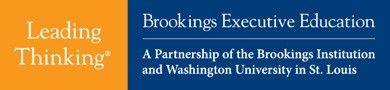 Leading
Thinking®
Brookings Executive Education
A Partnership of the Brookings Institution
and Washington University in St. Louis